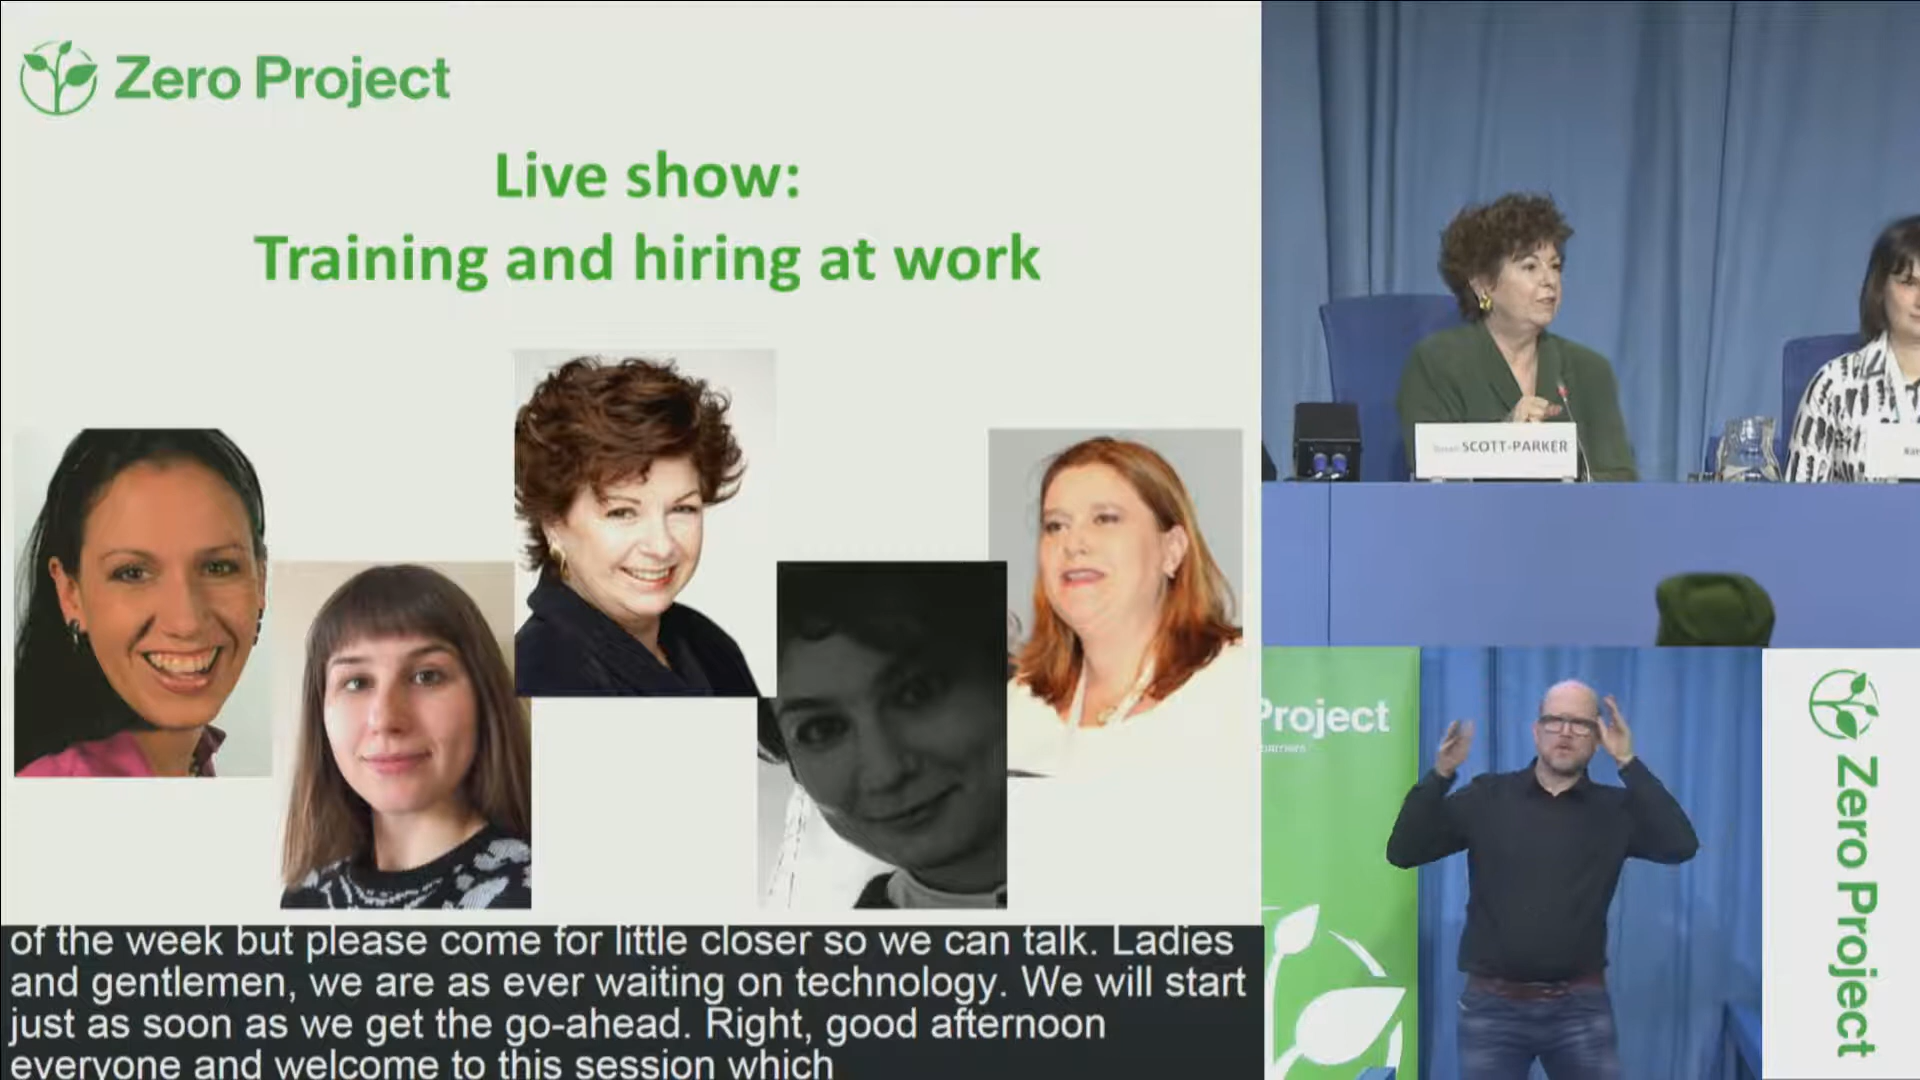 Zero Project
Live show:
Training and hiring at work
SCOTT-PARKER
Project
Zero Project
of the week but please come for little closer so we can talk. Ladies
and gentlemen, we are as ever waiting on technology. We will start
just as soon as we get the go-ahead. Right, good afternoon
everyone and welcome to this session which